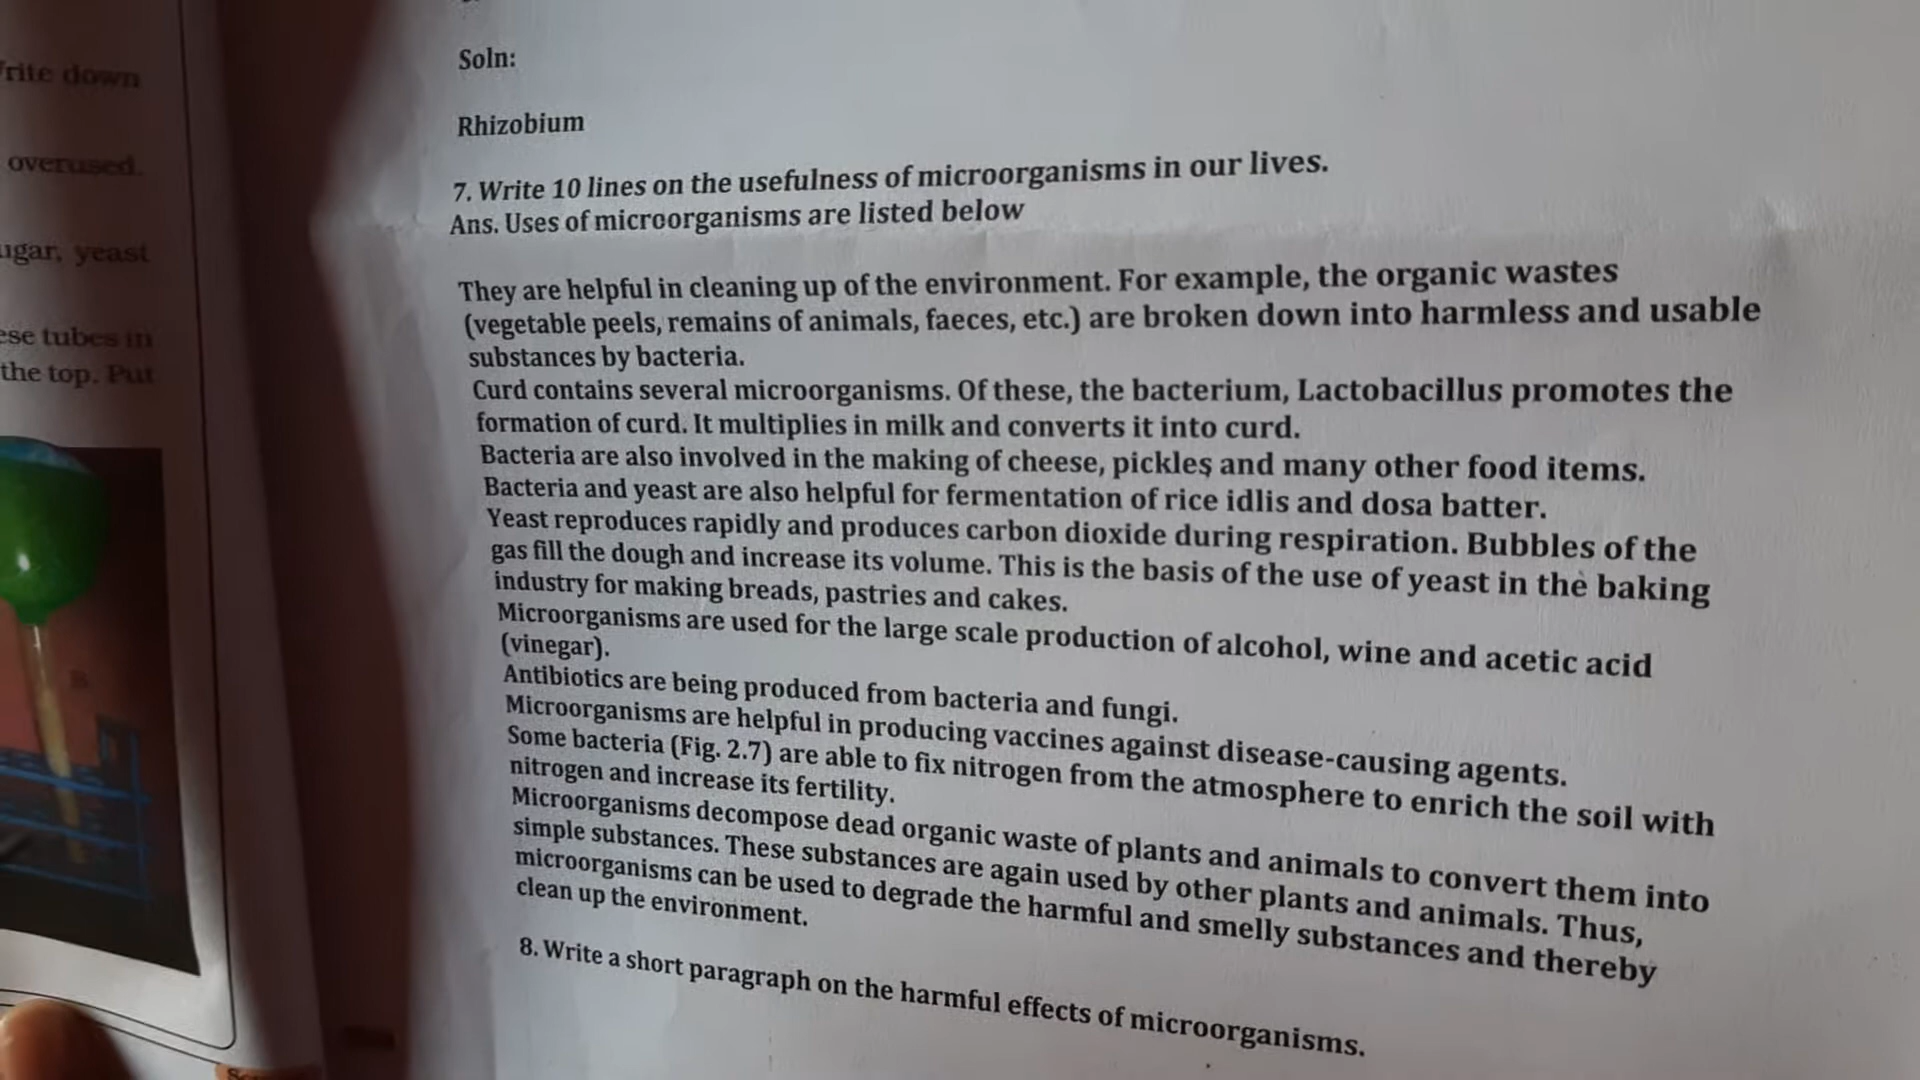 rite down
overused.
ugar, yeast
ese tubes in
the top. Put
Soln:
Rhizobium
7. Write 10 lines on the usefulness of microorganisms in our lives.
Ans. Uses of microorganisms are listed below
They are helpful in cleaning up of the environment. For example, the organic wastes
(vegetable peels, remains of animals, faeces, etc.) are broken down into harmless and usable
substances by bacteria.
Curd contains several microorganisms. Of these, the bacterium, Lactobacillus promotes the
formation of curd. It multiplies in milk and converts it into curd.
Bacteria are also involved in the making of cheese, pickles and many other food items.
Bacteria and yeast are also helpful for fermentation of rice idlis and dosa batter.
Yeast reproduces rapidly and produces carbon dioxide during respiration. Bubbles of the
gas fill the dough and increase its volume. This is the basis of the use of yeast in the baking
industry for making breads, pastries and cakes.
Microorganisms are used for the large scale production of alcohol, wine and acetic acid
(vinegar).
Antibiotics are being produced from bacteria and fungi.
Microorganisms are helpful in producing vaccines against disease-causing agents.
Some bacteria (Fig. 2.7) are able to fix nitrogen from the atmosphere to enrich the soil with
nitrogen and increase its fertility.
Microorganisms decompose dead organic waste of plants and animals to convert them into
simple substances. These substances are again used by other plants and animals. Thus,
microorganisms can be used to degrade the harmful and smelly substances and thereby
clean up the environment.
8. Write a short paragraph on the harmful effects of microorganisms.